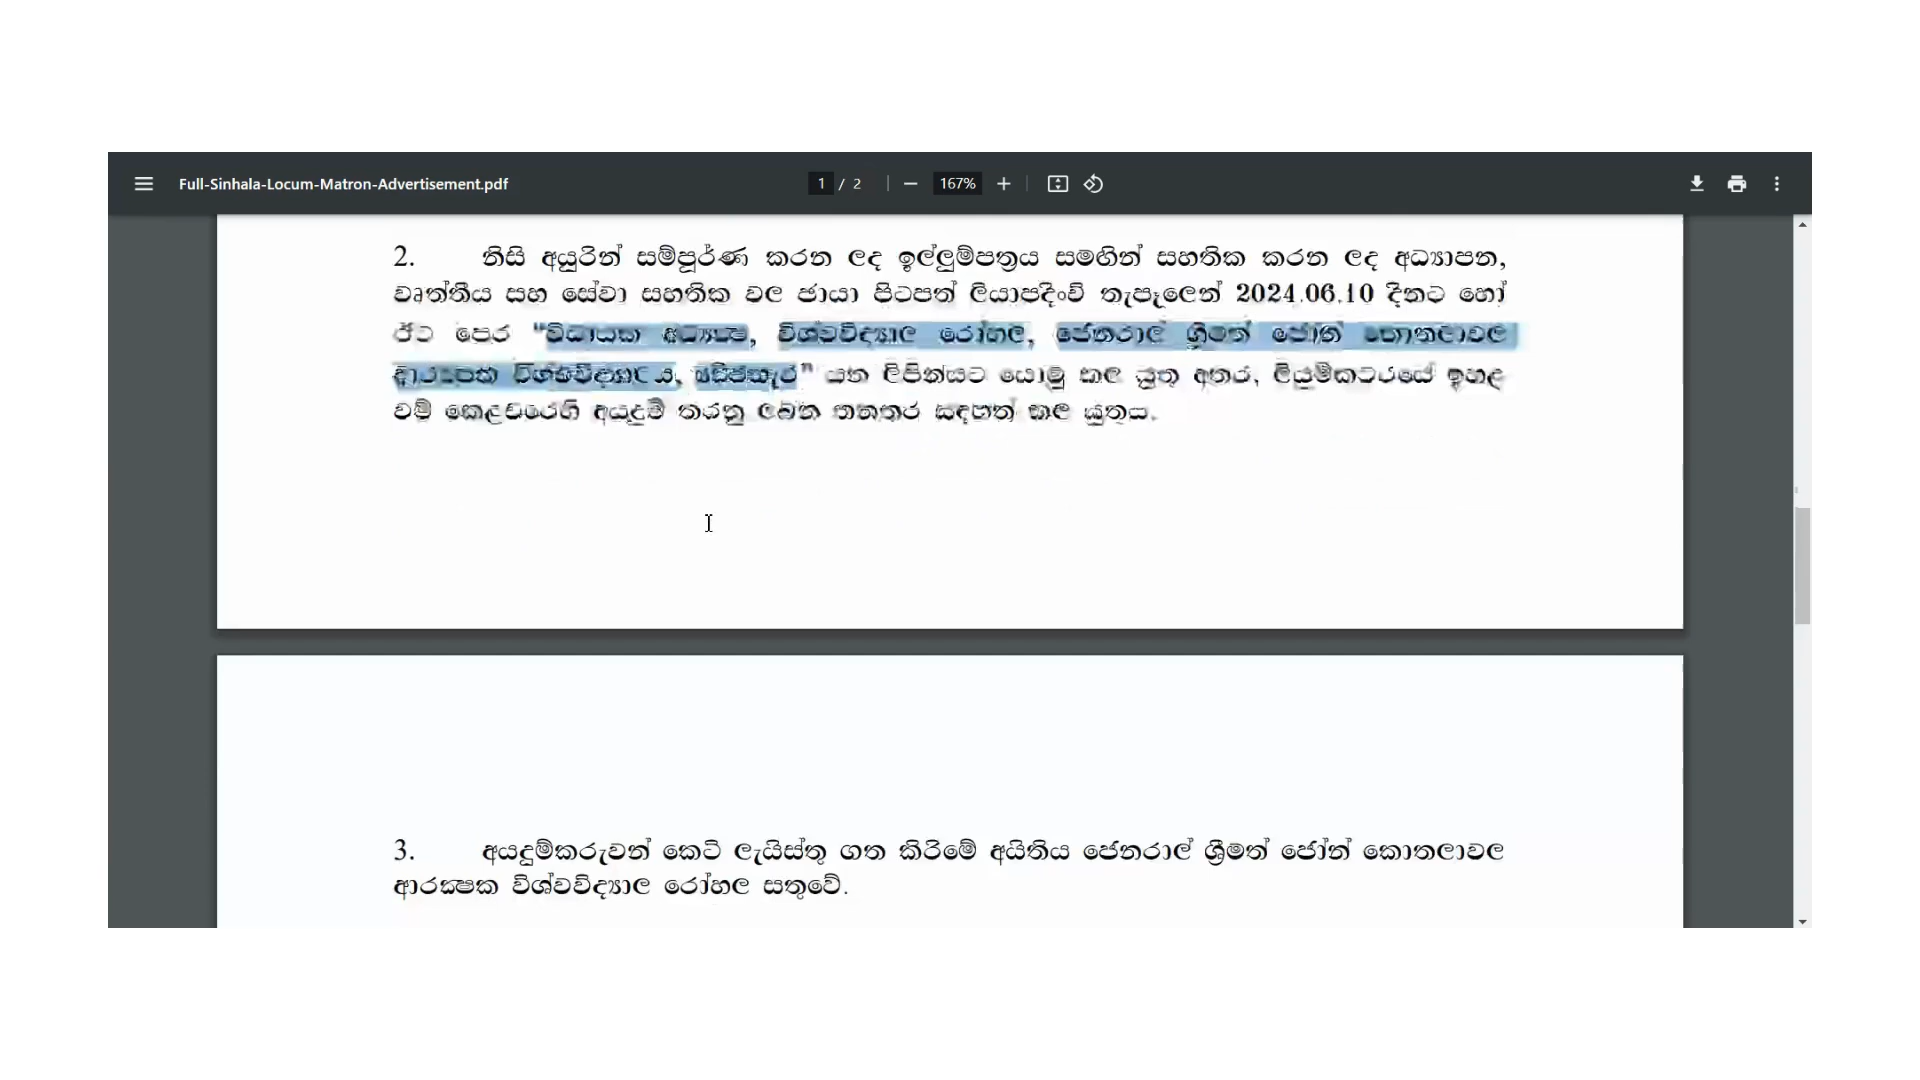 Full-Sinhala-Locum-Matron-Advertisement.pdf
1 / 2
167%
2. නිසි අයුරින් සම්පූර්ණ කරන ලද ඉල්ලුම්පත්‍රය සමඟින් සහතික කරන ලද අධ්‍යාපන,
වෘත්තීය සහ සේවා සහතික වල ඡායා පිටපත් ලියාපදිංචි තැපෑලෙන් 2024.06.10 දිනට හෝ
ඊට පෙර "විධායක අධ්‍යක්ෂ, විශ්වවිද්‍යාල රෝහල, ජෙනරාල් ශ්‍රීමත් ජෝන් කොතලාවල
ආරක්ෂක විශ්වවිද්‍යාලය, " යන ලිපිනයට යොමු කළ යුතු අතර, ලියුම්කවරයේ ඉහළ
වම් කෙළවරෙහි අයදුම් කරනු ලබන තනතුර සඳහන් කළ යුතුය.
3. අයදුම්කරුවන් කෙටි ලැයිස්තු ගත කිරිමේ අයිතිය ජෙනරාල් ශ්‍රීමත් ජෝන් කොතලාවල
ආරක්‍ෂක විශ්වවිද්‍යාල රෝහල සතුවේ.